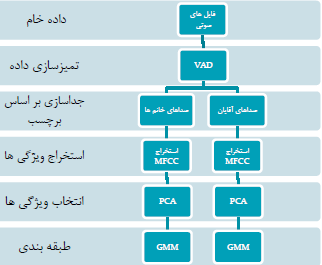 داده خام
فایل های
صوتی
تمیزسازی داده
VAD
جداسازی بر اساس
برچسب
صداهای آقایان
صداهای خانم ها
استخراج ویژگی ها
استخراج
MFCC
استخراج
MFCC
انتخاب ویژگی ها
PCA
PCA
طبقه بندی
GMM
GMM